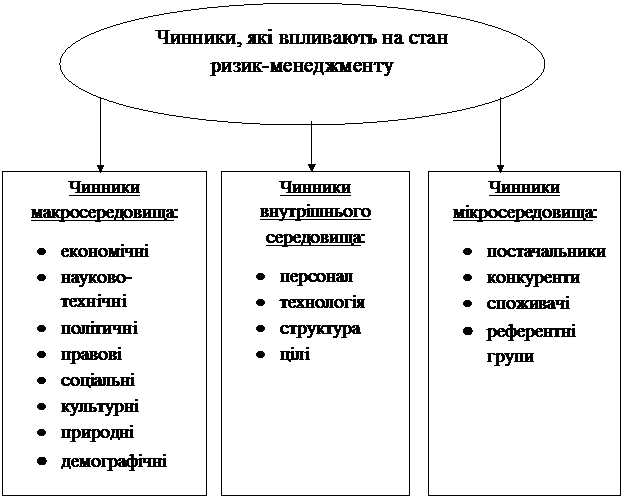 Чинники, які впливають на стан
ризик-менеджменту
Чинники
макросередовища:
• економічні
• науково-
технічні
• політичні
• правові
• соціальні
• культурні
• природні
• демографічні
Чинники
внутрішнього
середовища:
• персонал
• технологія
• структура
• цілі
Чинники
мікросередовища:
• постачальники
• конкуренти
• споживачі
• референтні
групи